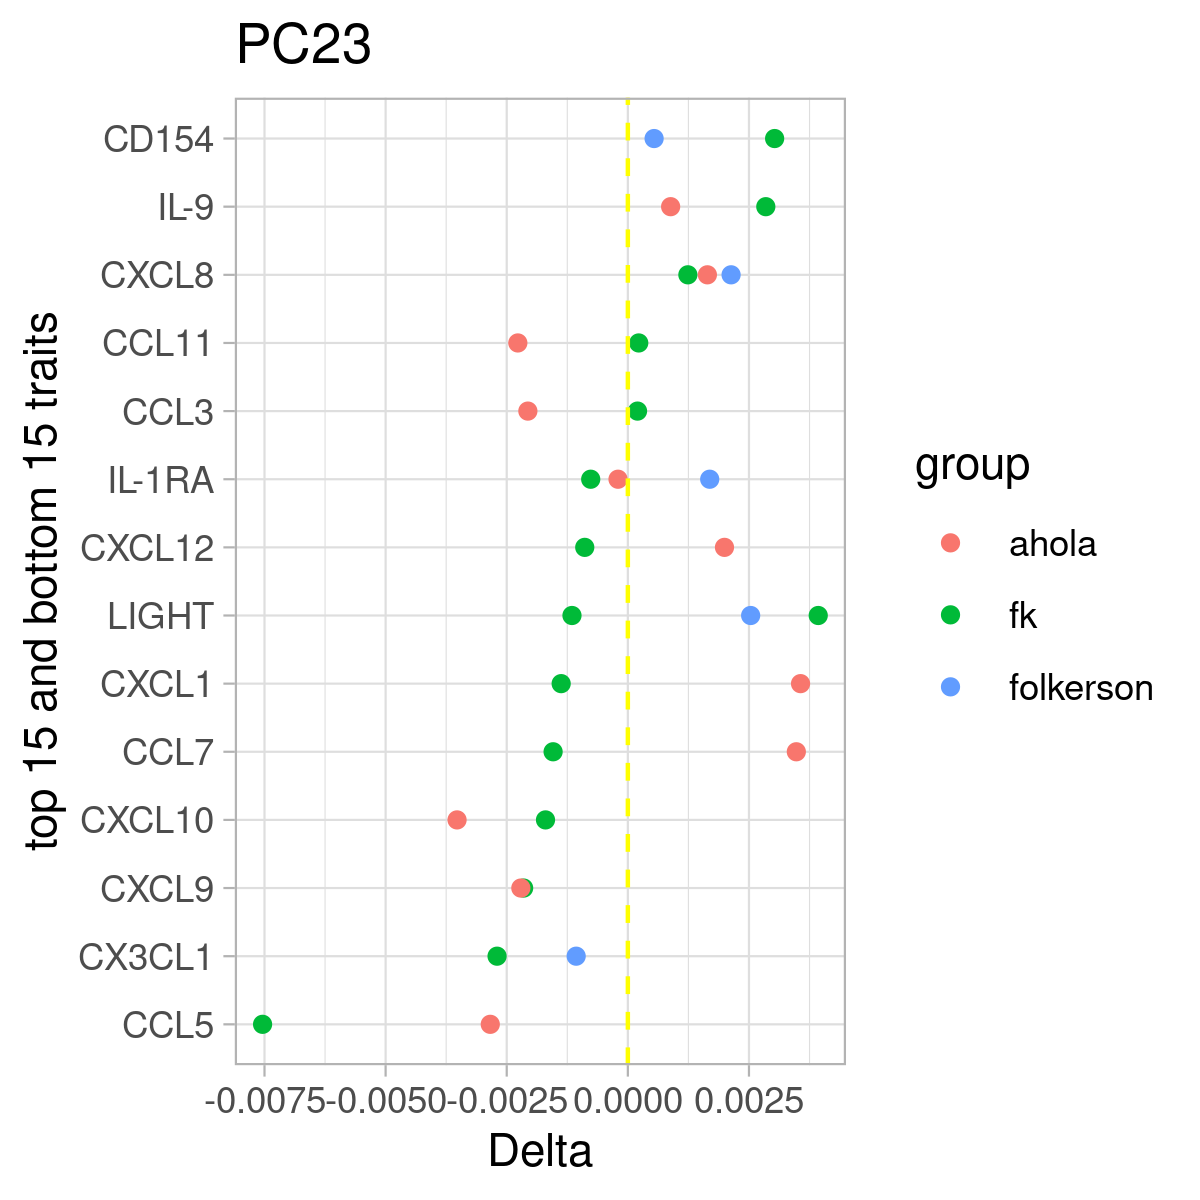 PC23
top 15 and bottom 15 traits
CD154
IL-9
CXCL8
CCL11
CCL3
IL-1RA
CXCL12
LIGHT
CXCL1
CCL7
CXCL10
CXCL9
CX3CL1
CCL5
-0.0075 -0.0050 -0.0025 0.0000 0.0025
Delta
group
ahola
fk
folkerson